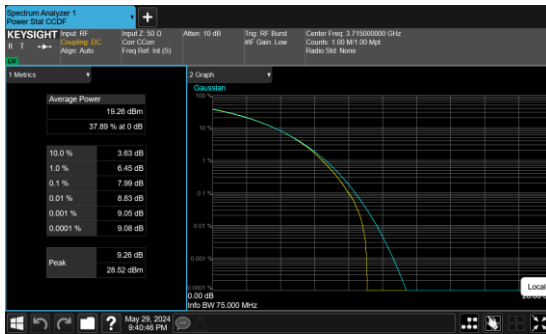 Spectrum Analyzer 1
Power Stat CCDF
KEYSIGHT
R T
Input: RF
Coupling: DC
Align: Auto
Input Z: 50 Ω
Corr CCorr
Freq Ref: Int (S)
Atten: 10 dB
Trig: RF Burst
#IF Gain: Low
Center Freq: 3.715000000 GHz
Counts: 1.00 M/1.00 Mpt
Radio Std: None
1 Metrics
Average Power
19.26 dBm
37.89 % at 0 dB
10.0 % 3.63 dB
1.0 % 6.45 dB
0.1 % 7.99 dB
0.01 % 8.83 dB
0.001 % 9.05 dB
0.0001 % 9.08 dB
Peak
9.26 dB
28.52 dBm
2 Graph
Gaussian
100 %
10 %
1 %
0.1 %
0.01 %
0.001 %
0.0001 %
0.00 dB
Info BW 75.000 MHz
Local
May 29, 2024
9:40:46 PM